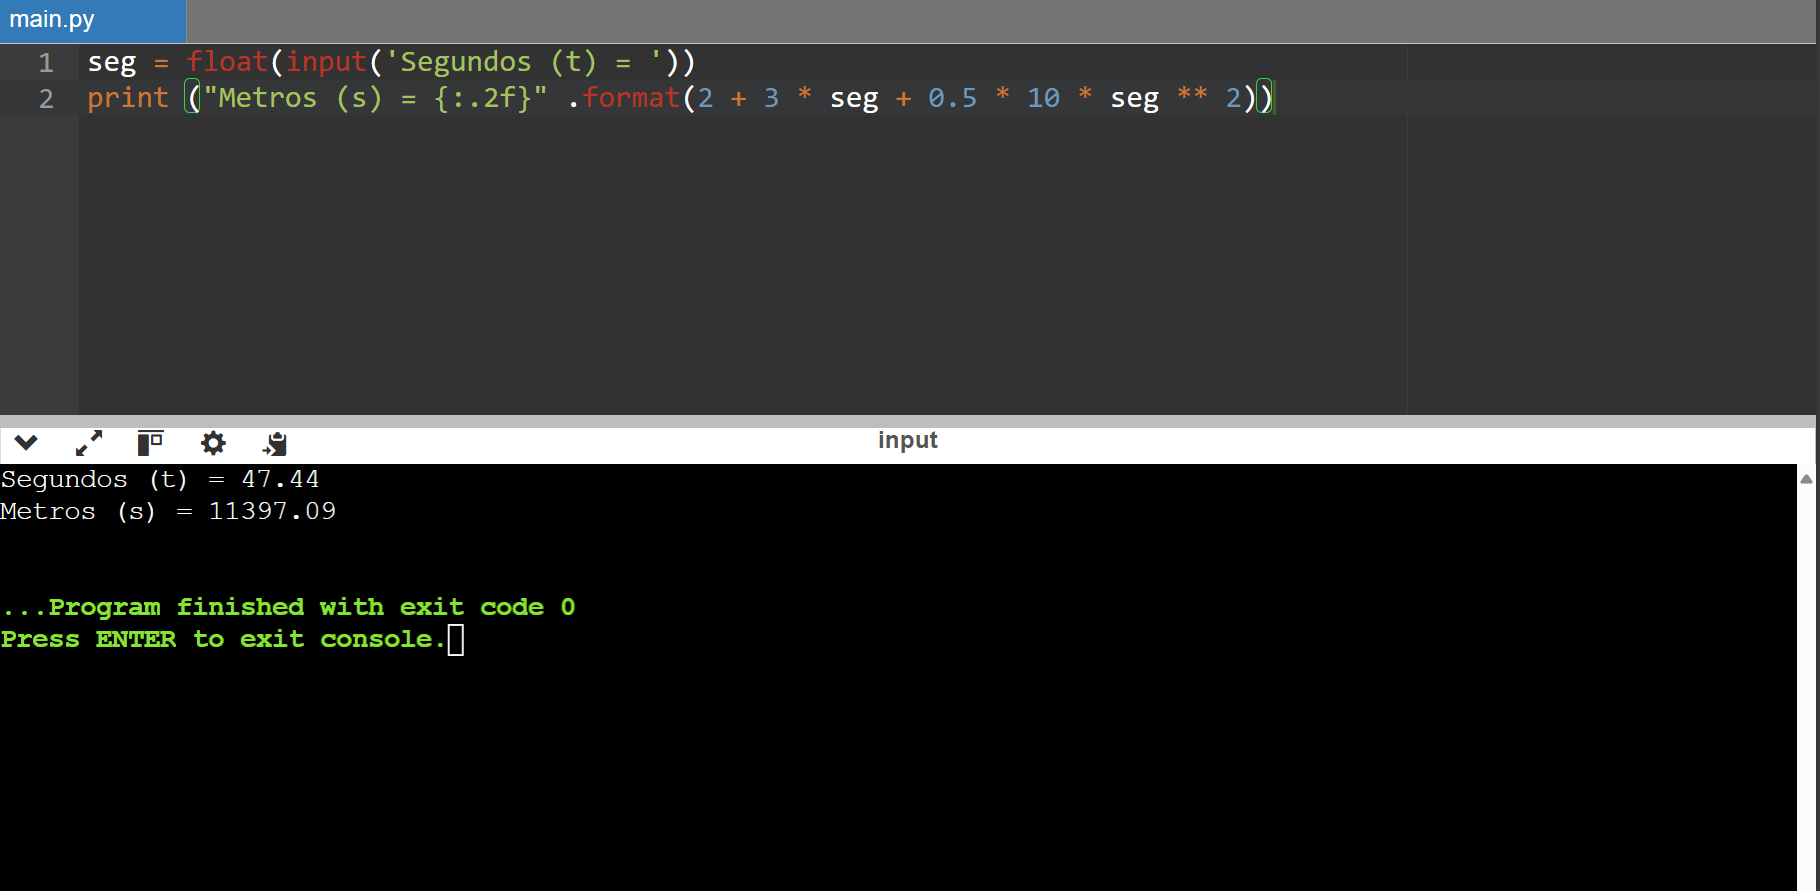 main.py
1 seg = float(input('Segundos (t) = '))
2 print ("Metros (s) = {:.2f}" .format(2 + 3 * seg + 0.5 * 10 * seg ** 2))
input
Segundos (t) = 47.44
Metros (s) = 11397.09
...Program finished with exit code 0
Press ENTER to exit console.